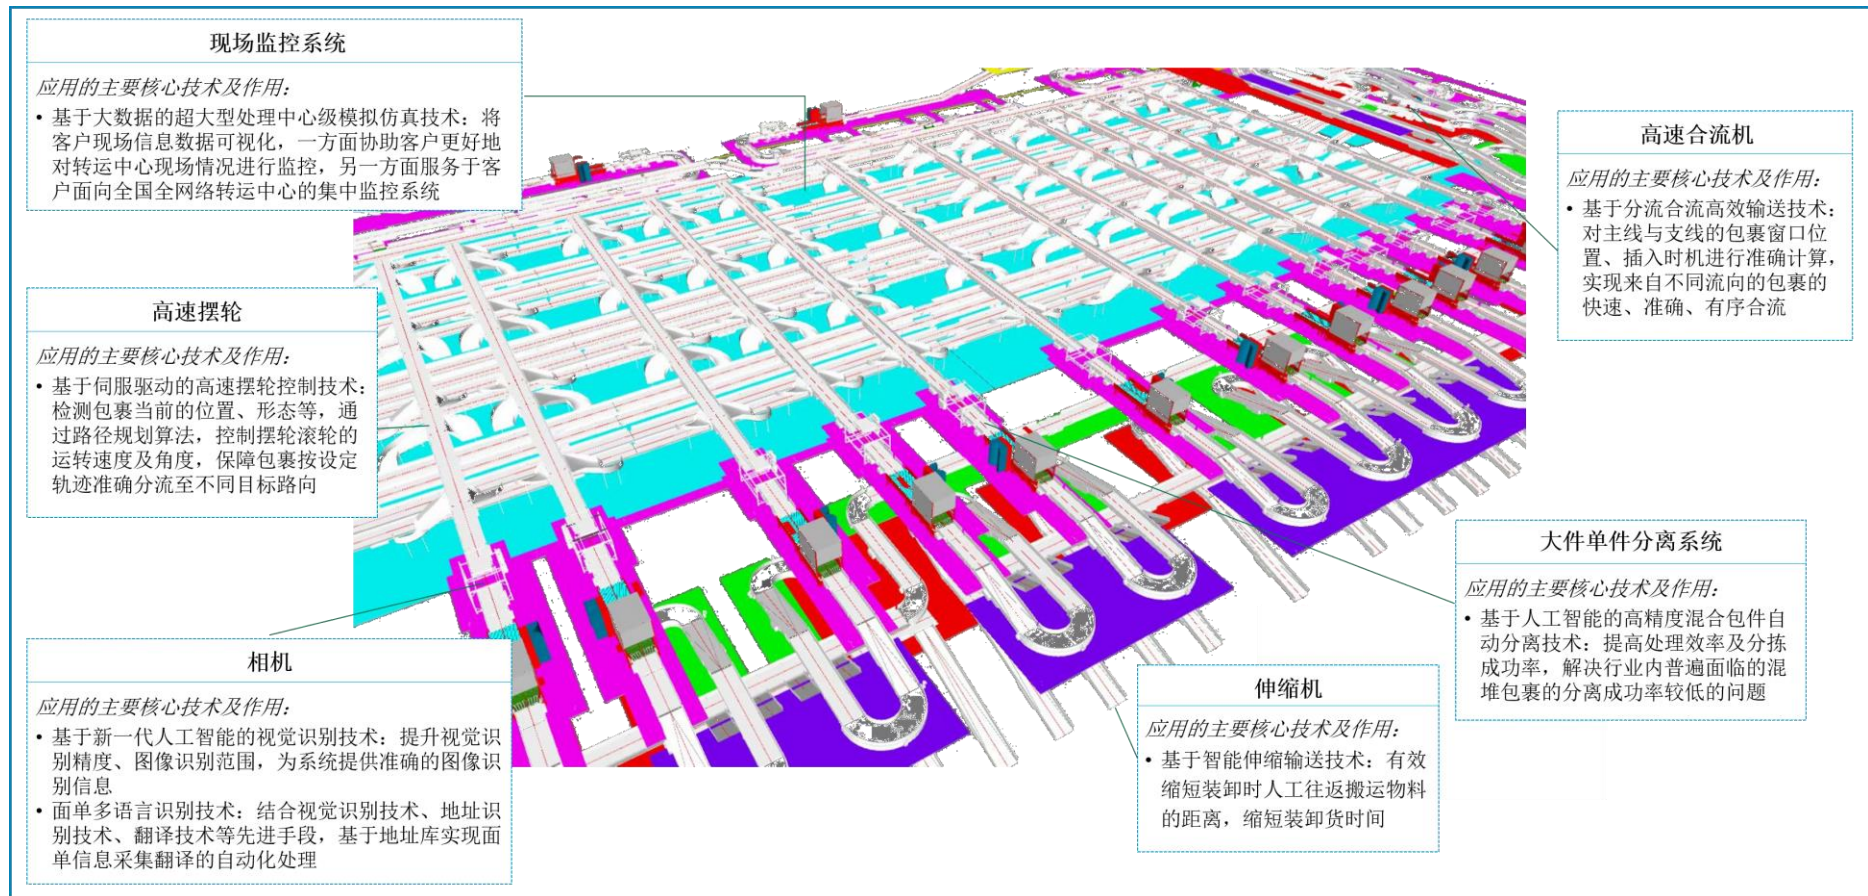 现场监控系统
应用的主要核心技术及作用：
• 基于大数据的超大型处理中心级模拟仿真技术：将
客户现场信息数据可视化，一方面协助客户更好地
对转运中心现场情况进行监控，另一方面服务于客
户面向全国全网络转运中心的集中监控系统
高速合流机
应用的主要核心技术及作用：
• 基于分流合流高效输送技术：
对主线与支线的包裹窗口位
置、插入时机进行准确计算，
实现来自不同流向的包裹的
快速、准确、有序合流
高速摆轮
应用的主要核心技术及作用：
• 基于伺服驱动的高速摆轮控制技术：
检测包裹当前的位置、形态等，通
过路径规划算法，控制摆轮滚轮的
运转速度及角度，保障包裹按设定
轨迹准确分流至不同目标路向
大件单件分离系统
应用的主要核心技术及作用：
• 基于人工智能的高精度混合包件自
动分离技术：提高处理效率及分拣
成功率，解决行业内普遍面临的混
堆包裹的分离成功率较低的问题
相机
应用的主要核心技术及作用：
• 基于新一代人工智能的视觉识别技术：提升视觉识
别精度、图像识别范围，为系统提供准确的图像识
别信息
• 面单多语言识别技术：结合视觉识别技术、地址识
别技术、翻译技术等先进手段，基于地址库实现面
单信息采集翻译的自动化处理
伸缩机
应用的主要核心技术及作用：
• 基于智能伸缩输送技术：有效
缩短装卸时人工往返搬运物料
的距离，缩短装卸货时间